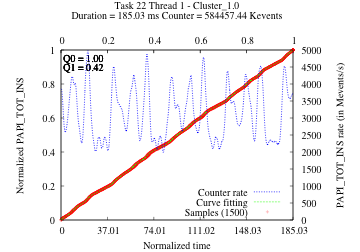 Task 22 Thread 1 - Cluster_1.0
Duration = 185.03 ms Counter = 584457.44 Kevents
0 0.2 0.4 0.6 0.8 1
Q0 = 1.00
Q1 = 0.42
1
0.8
0.6
0.4
0.2
0
Normalized PAPI_TOT_INS
5000
4500
4000
3500
3000
2500
2000
1500
1000
500
0
PAPI_TOT_INS rate (in Mevents/s)
Counter rate
Curve fitting
Samples (1500)
0 37.01 74.01 111.02 148.03 185.03
Normalized time